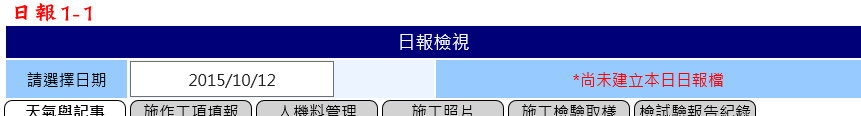 日報1-1
日報檢視
請選擇日期 2015/10/12 *尚未建立本日日報檔
天氣與記事 施作工項填報 人機料管理 施工照片 施工檢驗取樣 檢試驗報告紀錄